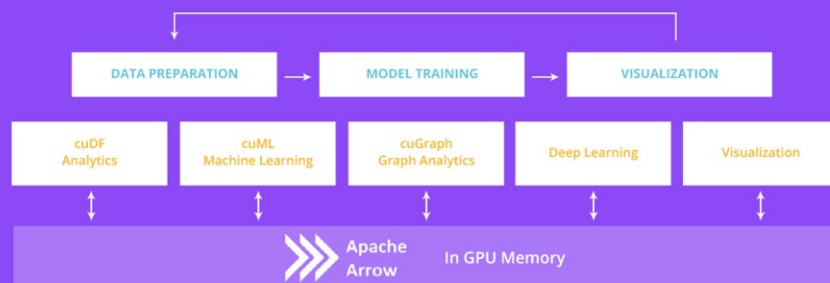 DATA PREPARATION
MODEL TRAINING
VISUALIZATION
cuDF
Analytics
cuML
Machine Learning
cuGraph
Graph Analytics
Deep Learning
Visualization
Apache
Arrow
In GPU Memory